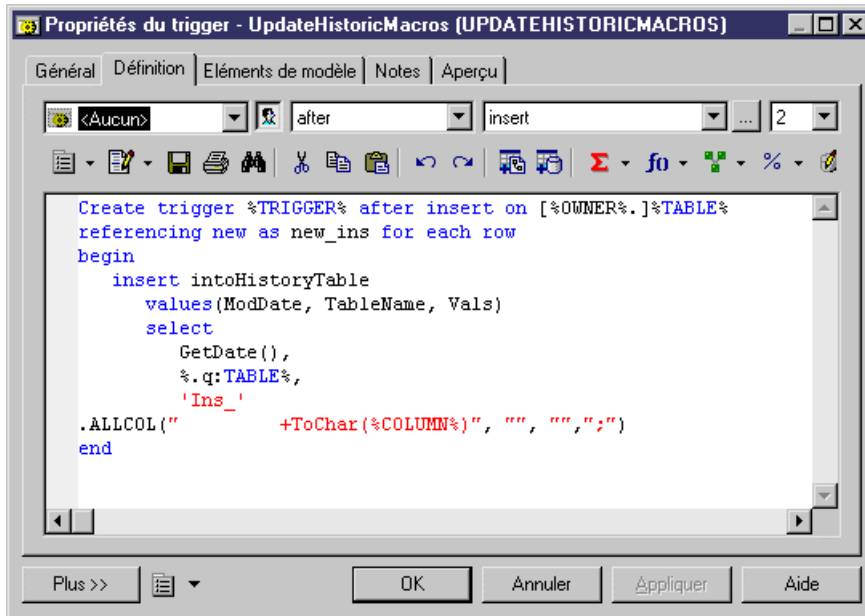 Propriétés du trigger - UpdateHistoricMacros (UPDATEHISTORICMACROS)
Général Définition Eléments de modèle Notes Aperçu
<Aucun> after insert ... 2
Σ f() %
Create trigger %TRIGGER% after insert on [%OWNER%.]%TABLE%
referencing new as new_ins for each row
begin
insert intoHistoryTable
values(ModDate, TableName, Vals)
select
GetDate(),
%.q:TABLE%,
'Ins_'
.ALLCOL(" +ToChar(%COLUMN%)", "", "",";")
end
Plus >> OK Annuler Appliquer Aide